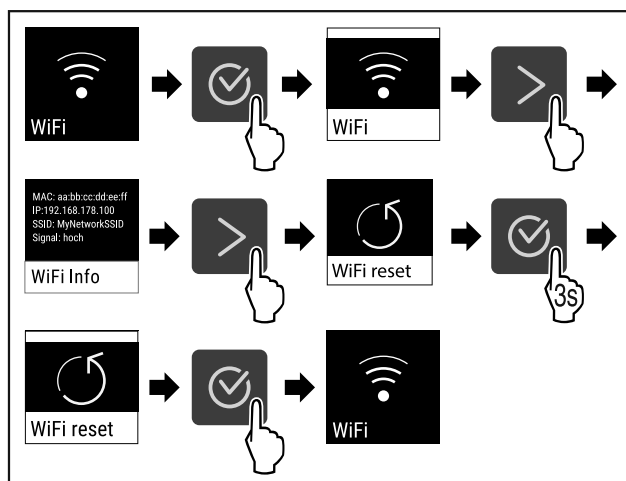 WiFi
WiFi
MAC: aa:bb:cc:dd:ee:ff
IP:192.168.178.100
SSID: MyNetworkSSID
Signal: hoch
WiFi Info
WiFi reset
3s
WiFi reset
WiFi